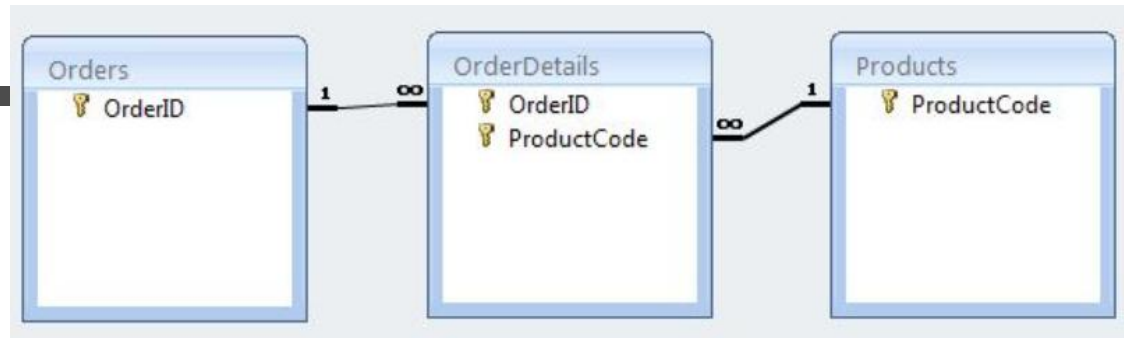 Orders
OrderID
1
∞
OrderDetails
OrderID
ProductCode
∞
1
Products
ProductCode